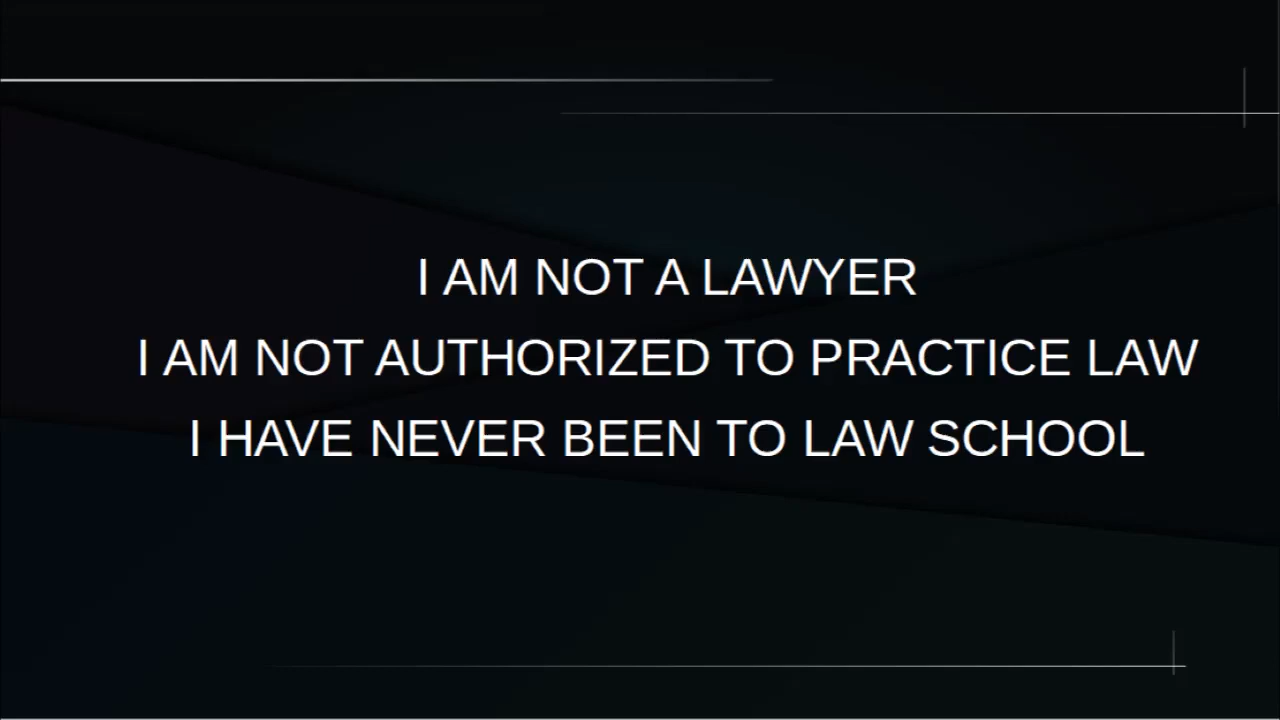 I AM NOT A LAWYER
I AM NOT AUTHORIZED TO PRACTICE LAW
I HAVE NEVER BEEN TO LAW SCHOOL